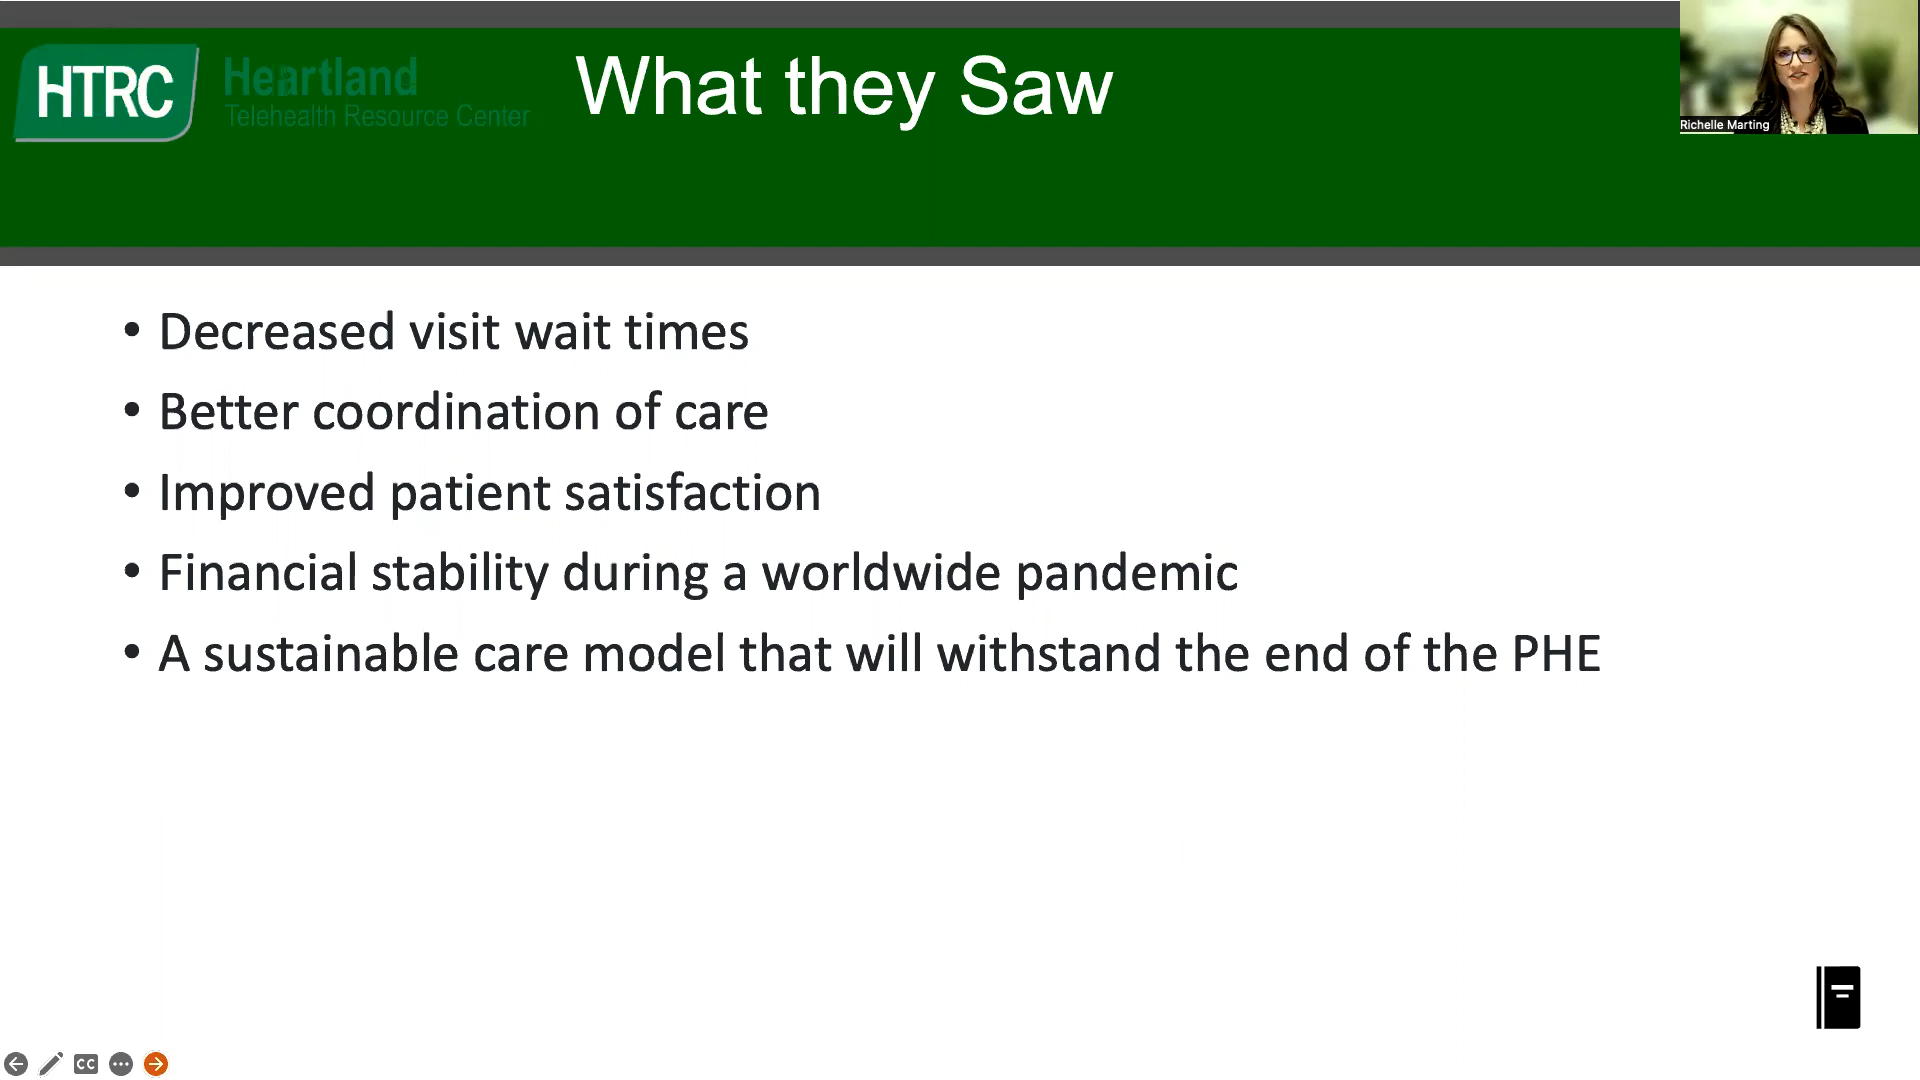 HTRC
Heartland
Telehealth Resource Center
What they Saw
Richelle Marting
• Decreased visit wait times
• Better coordination of care
• Improved patient satisfaction
• Financial stability during a worldwide pandemic
• A sustainable care model that will withstand the end of the PHE
CC